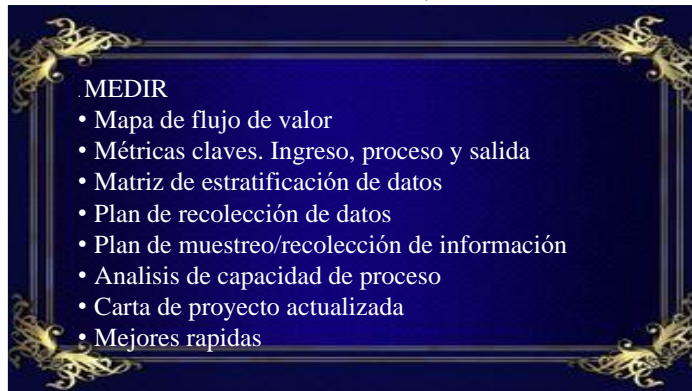 . MEDIR
• Mapa de flujo de valor
• Métricas claves. Ingreso, proceso y salida
• Matriz de estratificación de datos
• Plan de recolección de datos
• Plan de muestreo/recolección de información
• Analisis de capacidad de proceso
• Carta de proyecto actualizada
• Mejores rapidas